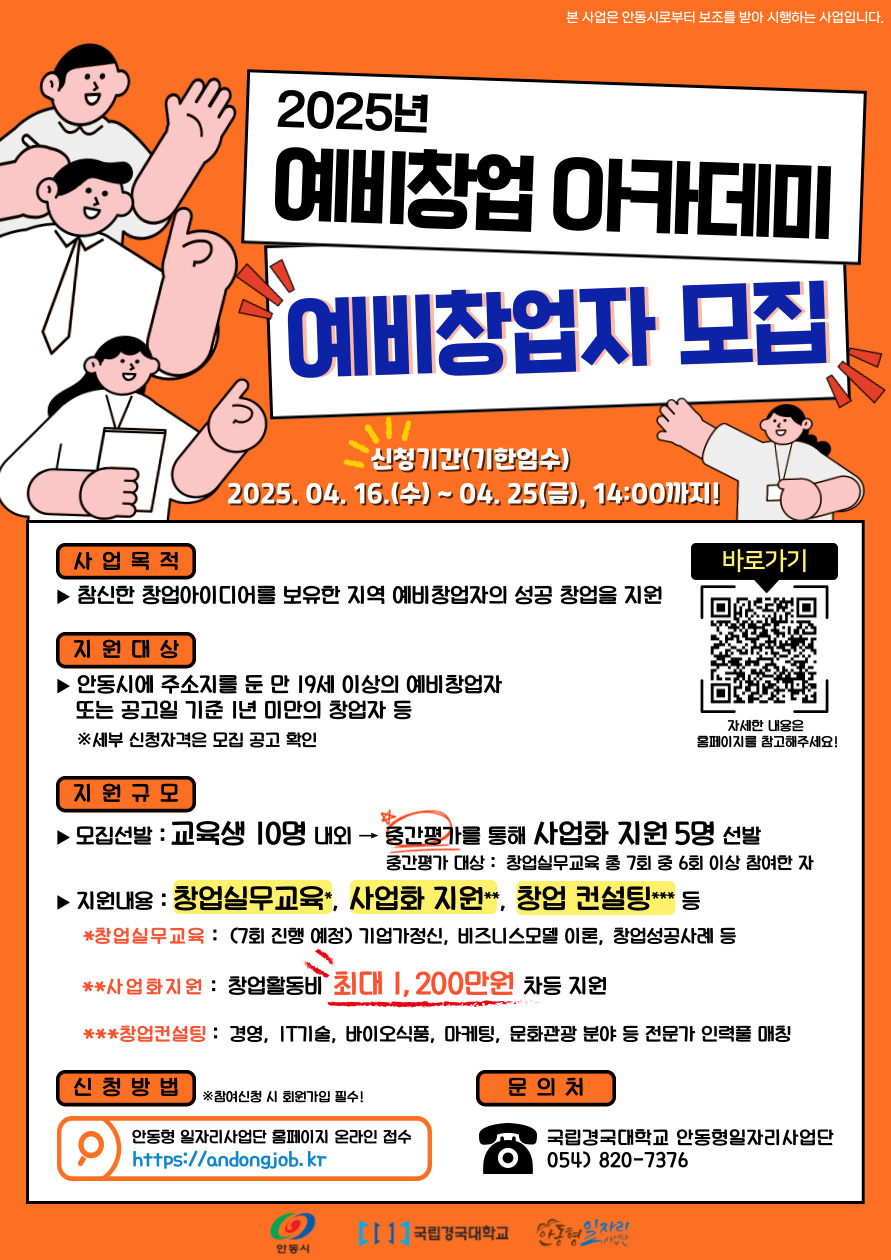 본 사업은 안동시로부터 보조를 받아 시행하는 사업입니다.
2025년
예비창업 아카데미
예비창업자 모집
신청기간(기한엄수)
2025. 04. 16.(수) ~ 04. 25(금), 14:00까지!
사업목적
바로가기
▶ 참신한 창업아이디어를 보유한 지역 예비창업자의 성공 창업을 지원
지원대상
▶ 안동시에 주소지를 둔 만 19세 이상의 예비창업자
또는 공고일 기준 1년 미만의 창업자 등
※세부 신청자격은 모집 공고 확인
자세한 내용은
홈페이지를 참고해주세요!
지원규모
▶ 모집선발 : 교육생 10명 내외 → 중간평가를 통해 사업화 지원 5명 선발
중간평가 대상 : 창업실무교육 총 7회 중 6회 이상 참여한 자
▶ 지원내용 : 창업실무교육*, 사업화 지원**, 창업 컨설팅*** 등
*창업실무교육 : (7회 진행 예정) 기업가정신, 비즈니스모델 이론, 창업성공사례 등
**사업화지원 : 창업활동비 최대 1,200만원 차등 지원
***창업컨설팅 : 경영, IT기술, 바이오식품, 마케팅, 문화관광 분야 등 전문가 인력풀 매칭
신청방법 ※참여신청 시 회원가입 필수!
안동형 일자리사업단 홈페이지 온라인 접수
https://andongjob.kr
문의처
국립경국대학교 안동형일자리사업단
054) 820-7376
안동시
국립경국대학교
안동형일자리사업단